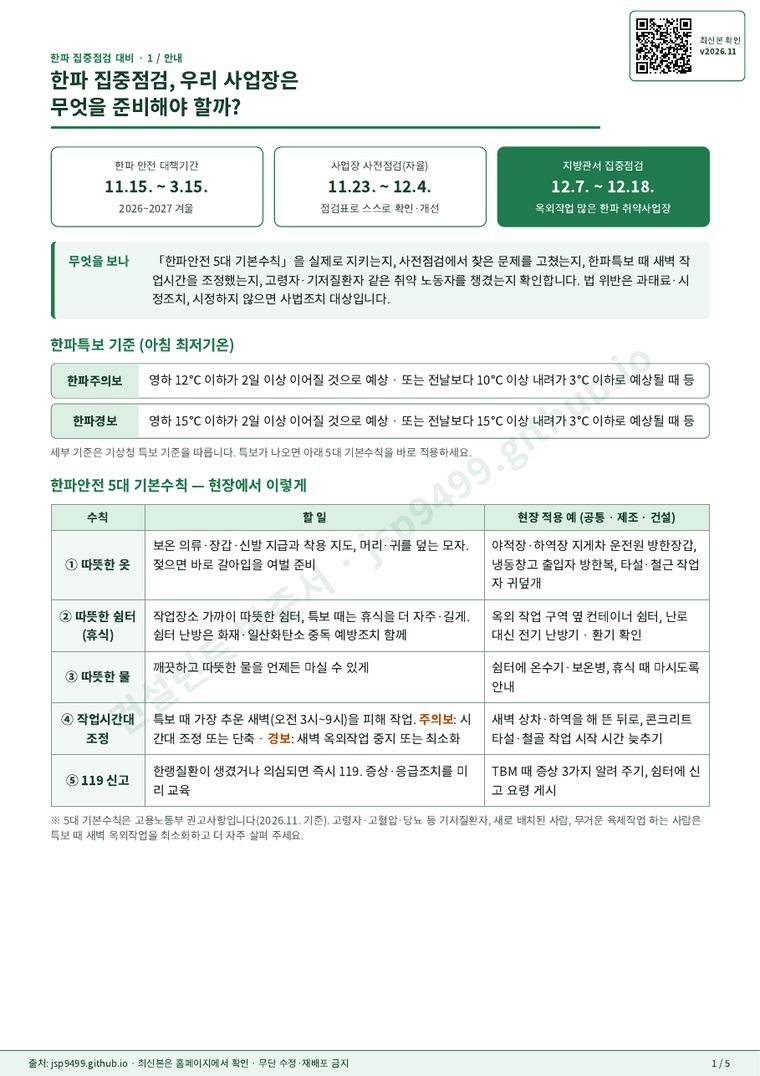 최신본 확인
v2026.11
한파 집중점검 대비 · 1 / 안내
한파 집중점검, 우리 사업장은
무엇을 준비해야 할까?
한파 안전 대책기간
11.15. ~ 3.15.
2026~2027 겨울
사업장 사전점검(자율)
11.23. ~ 12.4.
점검표로 스스로 확인·개선
지방관서 집중점검
12.7. ~ 12.18.
옥외작업 많은 한파 취약사업장
무엇을 보나
「한파안전 5대 기본수칙」을 실제로 지키는지, 사전점검에서 찾은 문제를 고쳤는지, 한파특보 때 새벽 작
업시간을 조정했는지, 고령자·기저질환자 같은 취약 노동자를 챙겼는지 확인합니다. 법 위반은 과태료·시
정조치, 시정하지 않으면 사법조치 대상입니다.
한파특보 기준 (아침 최저기온)
한파주의보
영하 12℃ 이하가 2일 이상 이어질 것으로 예상 · 또는 전날보다 10℃ 이상 내려가 3℃ 이하로 예상될 때 등
한파경보
영하 15℃ 이하가 2일 이상 이어질 것으로 예상 · 또는 전날보다 15℃ 이상 내려가 3℃ 이하로 예상될 때 등
세부 기준은 기상청 특보 기준을 따릅니다. 특보가 나오면 아래 5대 기본수칙을 바로 적용하세요.
한파안전 5대 기본수칙 — 현장에서 이렇게
수칙
할 일
현장 적용 예 (공통 · 제조 · 건설)
① 따뜻한 옷
보온 의류·장갑·신발 지급과 착용 지도, 머리·귀를 덮는 모자.
젖으면 바로 갈아입을 여벌 준비
야적장·하역장 지게차 운전원 방한장갑,
냉동창고 출입자 방한복, 타설·철근 작업
자 귀덮개
② 따뜻한 쉼터
(휴식)
작업장소 가까이 따뜻한 쉼터, 특보 때는 휴식을 더 자주·길게.
쉼터 난방은 화재·일산화탄소 중독 예방조치 함께
옥외 작업 구역 옆 컨테이너 쉼터, 난로
대신 전기 난방기 · 환기 확인
③ 따뜻한 물
깨끗하고 따뜻한 물을 언제든 마실 수 있게
쉼터에 온수기·보온병, 휴식 때 마시도록
안내
④ 작업시간대
조정
특보 때 가장 추운 새벽(오전 3시~9시)을 피해 작업. 주의보: 시
간대 조정 또는 단축 · 경보: 새벽 옥외작업 중지 또는 최소화
새벽 상차·하역을 해 뜬 뒤로, 콘크리트
타설·철골 작업 시작 시간 늦추기
⑤ 119 신고
한랭질환이 생겼거나 의심되면 즉시 119. 증상·응급조치를 미
리 교육
TBM 때 증상 3가지 알려 주기, 쉼터에 신
고 요령 게시
※ 5대 기본수칙은 고용노동부 권고사항입니다(2026.11. 기준). 고령자·고혈압·당뇨 등 기저질환자, 새로 배치된 사람, 무거운 육체작업 하는 사람은
특보 때 새벽 옥외작업을 최소화하고 더 자주 살펴 주세요.
출처: jsp9499.github.io · 최신본은 홈페이지에서 확인 · 무단 수정·재배포 금지
1 / 5